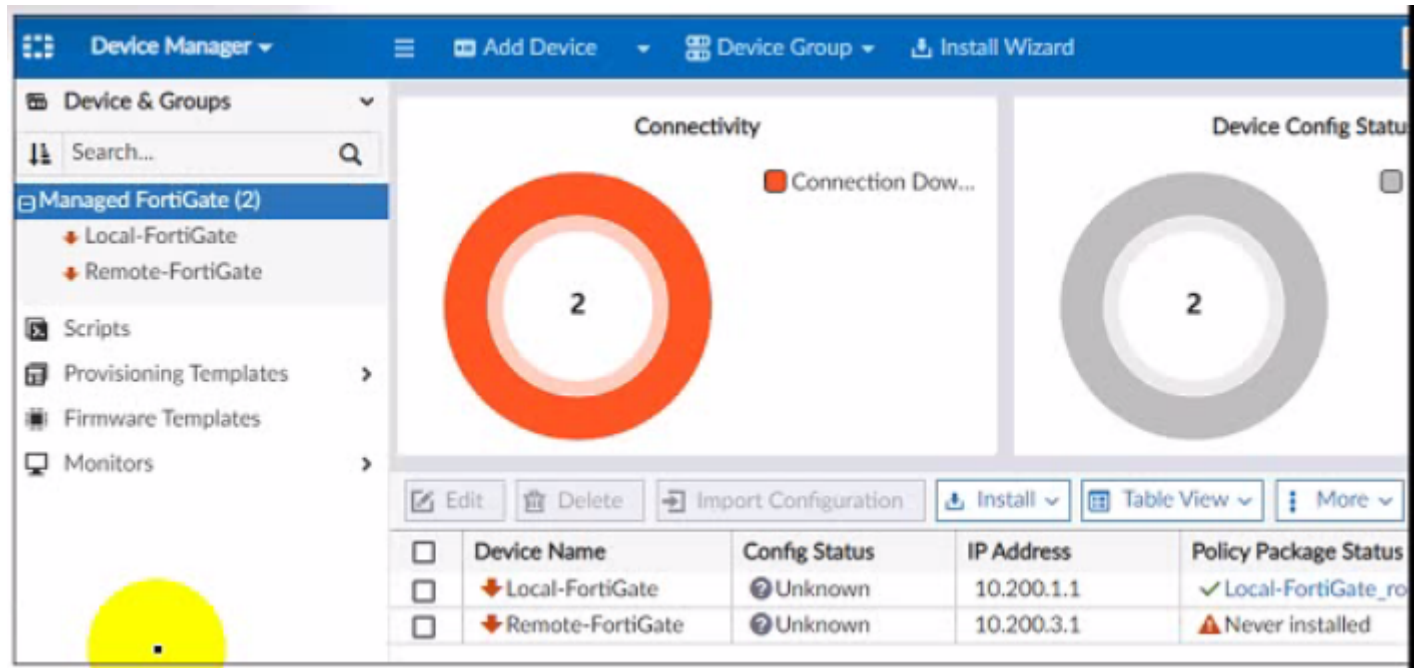 Device Manager
Add Device
Device Group
Install Wizard
Device & Groups
Search...
Managed FortiGate (2)
Local-FortiGate
Remote-FortiGate
Scripts
Provisioning Templates
Firmware Templates
Monitors
Connectivity
Connection Dow...
2
Device Config Statu
2
Edit Delete Import Configuration Install Table View More
Device Name Config Status IP Address Policy Package Status
Local-FortiGate Unknown 10.200.1.1 Local-FortiGate_ro
Remote-FortiGate Unknown 10.200.3.1 Never installed